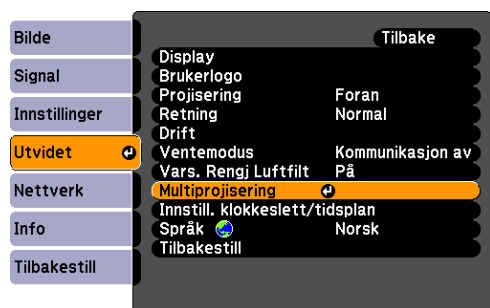 Bilde
Signal
Innstillinger
Utvidet
Nettverk
Info
Tilbakestill
Tilbake
Display
Brukerlogo
Projisering Foran
Retning Normal
Drift
Ventemodus Kommunikasjon av
Vars. Rengj Luftfilt På
Multiprojisering
Innstill. klokkeslett/tidsplan
Språk Norsk
Tilbakestill